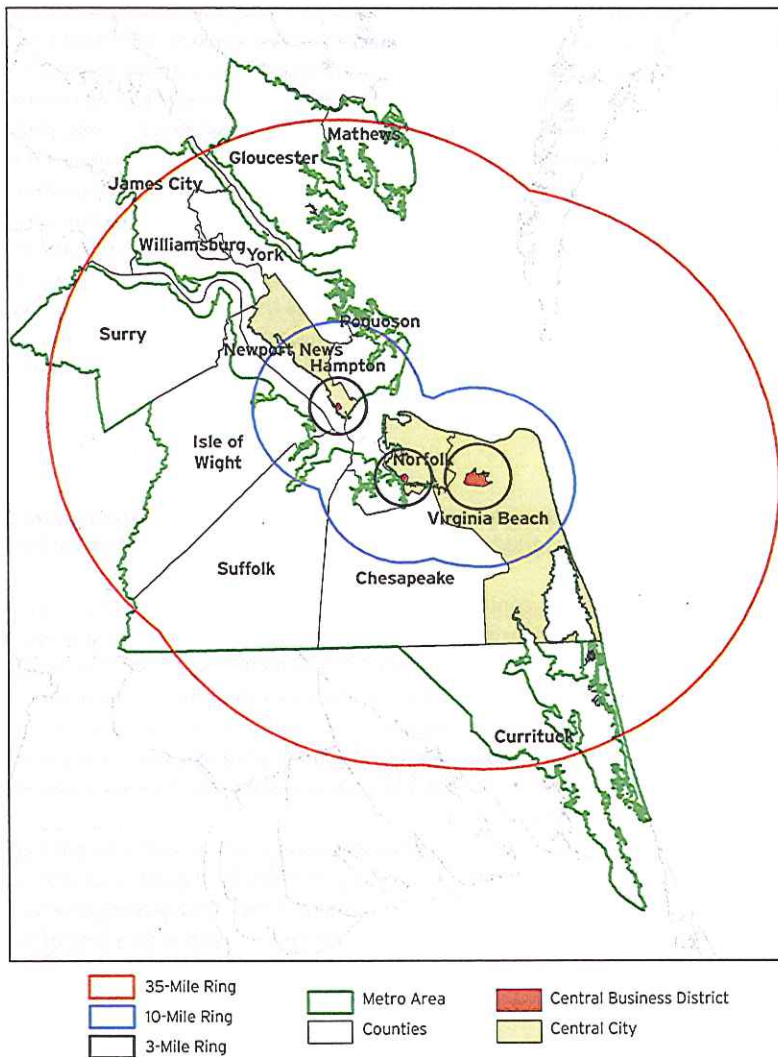 Mathews
Gloucester
James City
Williamsburg
York
Surry
Poquoson
Newport News
Hampton
Isle of
Wight
Norfolk
Virginia Beach
Suffolk
Chesapeake
Currituck
35-Mile Ring
10-Mile Ring
3-Mile Ring
Metro Area
Counties
Central Business District
Central City